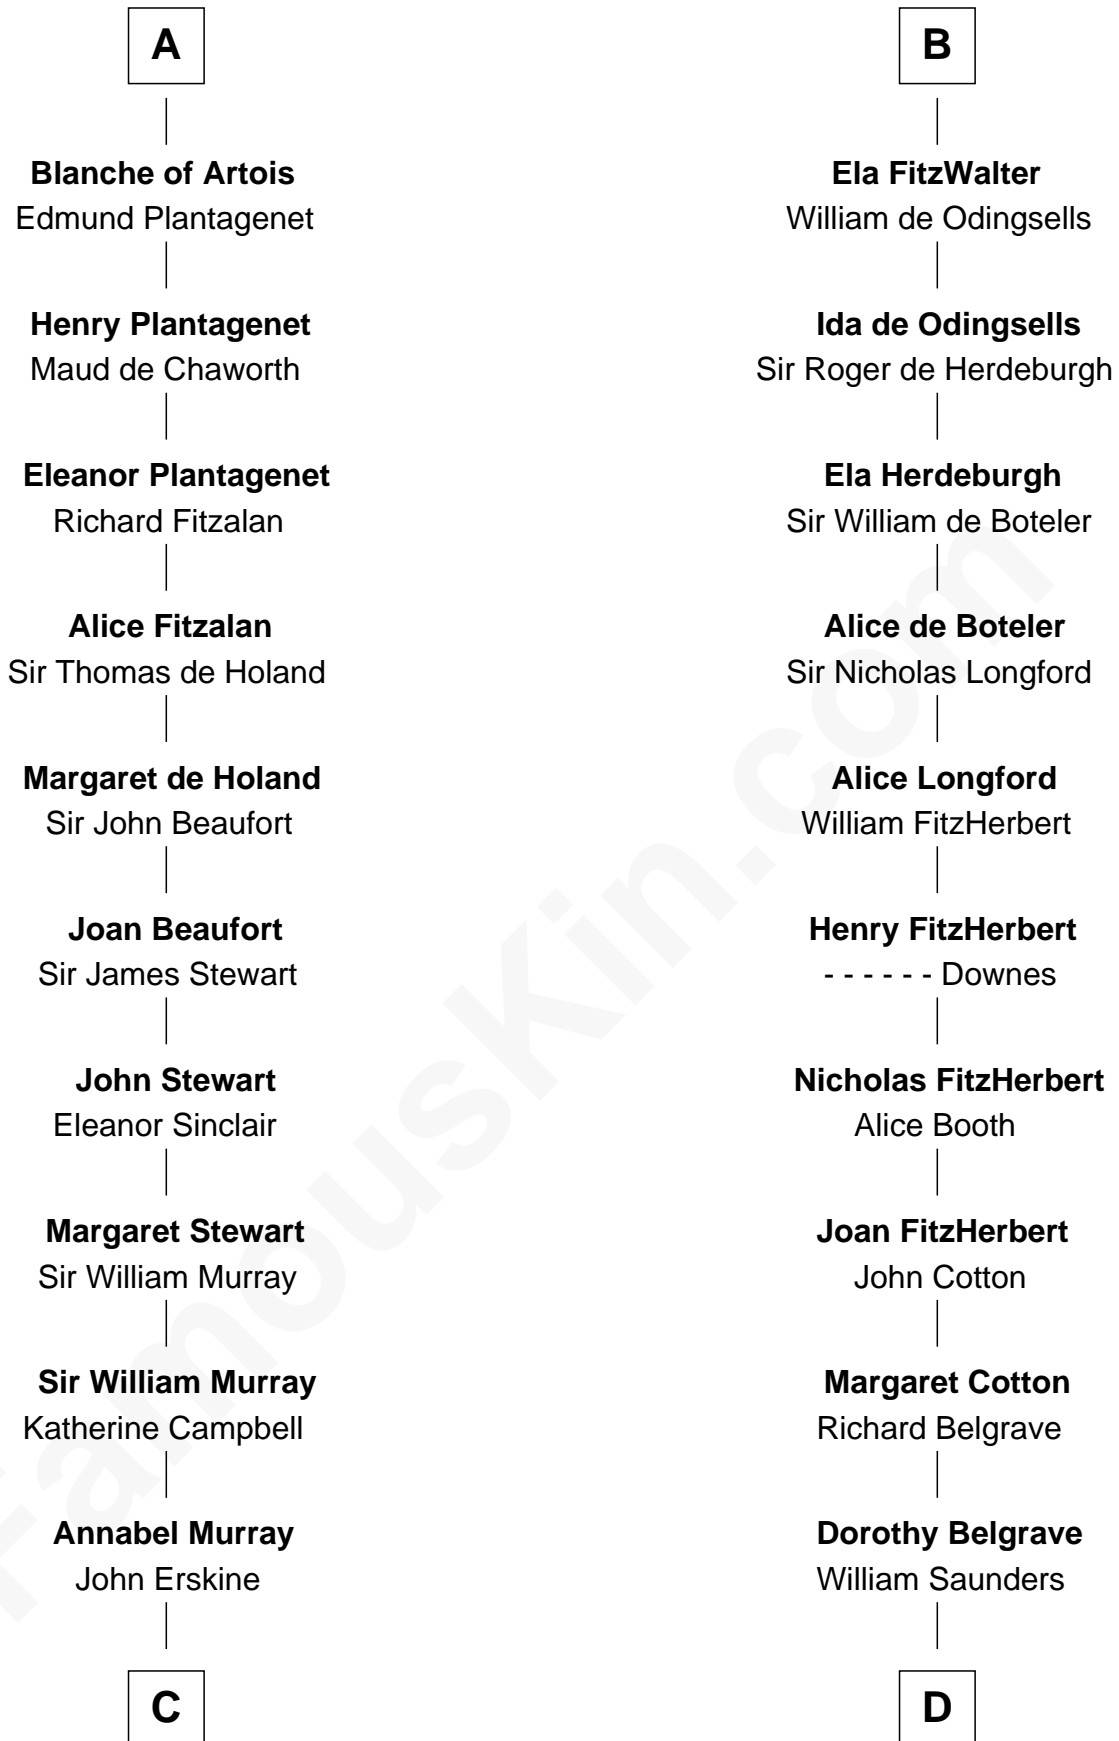 A
Blanche of Artois
Edmund Plantagenet
Henry Plantagenet
Maud de Chaworth
Eleanor Plantagenet
Richard Fitzalan
Alice Fitzalan
Sir Thomas de Holand
Margaret de Holand
Sir John Beaufort
Joan Beaufort
Sir James Stewart
John Stewart
Eleanor Sinclair
Margaret Stewart
Sir William Murray
Sir William Murray
Katherine Campbell
Annabel Murray
John Erskine
C
B
Ela FitzWalter
William de Odingsells
Ida de Odingsells
Sir Roger de Herdeburgh
Ela Herdeburgh
Sir William de Boteler
Alice de Boteler
Sir Nicholas Longford
Alice Longford
William FitzHerbert
Henry FitzHerbert
- - - - - - Downes
Nicholas FitzHerbert
Alice Booth
Joan FitzHerbert
John Cotton
Margaret Cotton
Richard Belgrave
Dorothy Belgrave
William Saunders
D
FamousKin.com